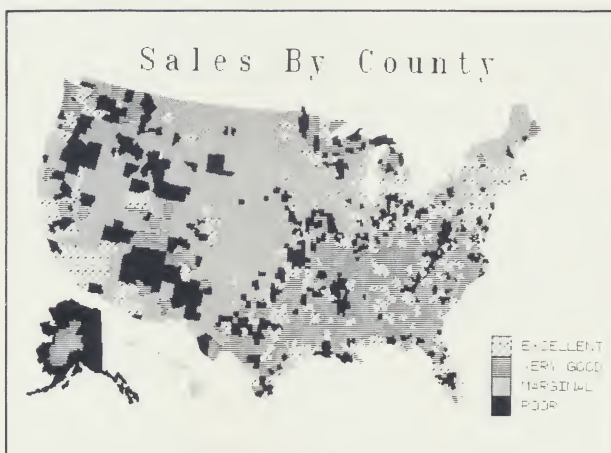 Sales By County
EXCELLENT
VERY GOOD
MARGINAL
POOR